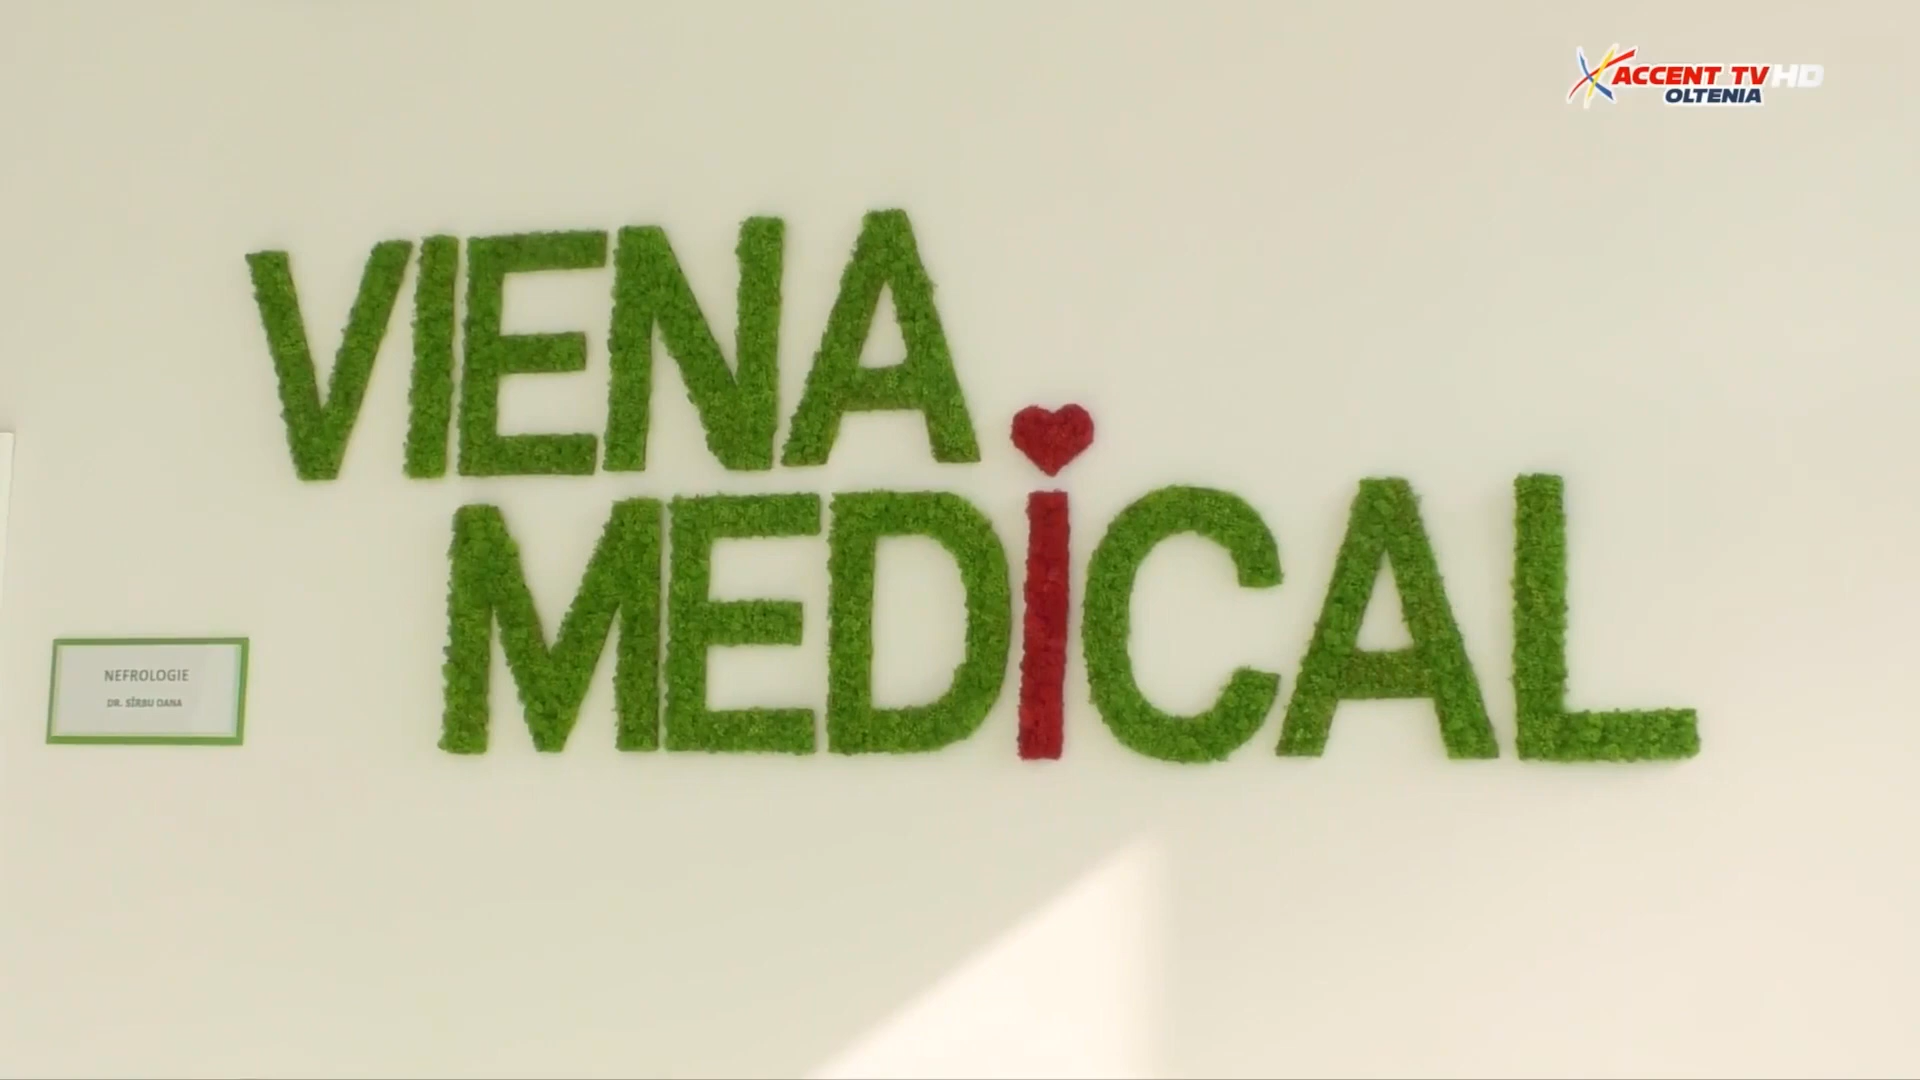 ACCENT TV HD
OLTENIA
VIENA
MEDiCAL
NEFROLOGIE
DR. SÎRBU DANA